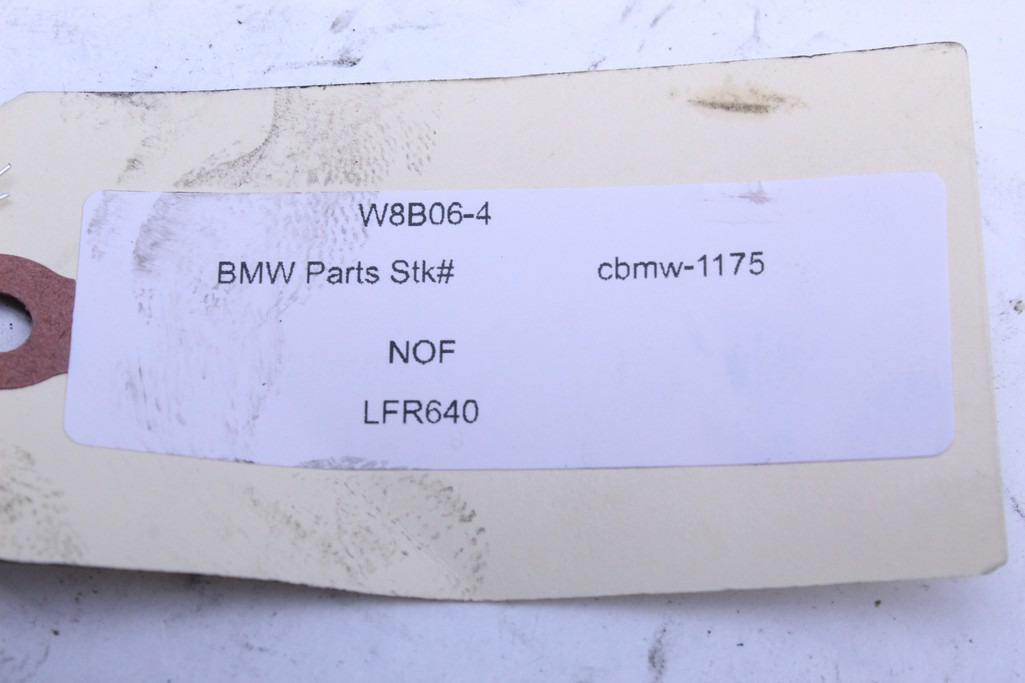 W8B06-4
BMW Parts Stk# cbmw-1175
NOF
LFR640